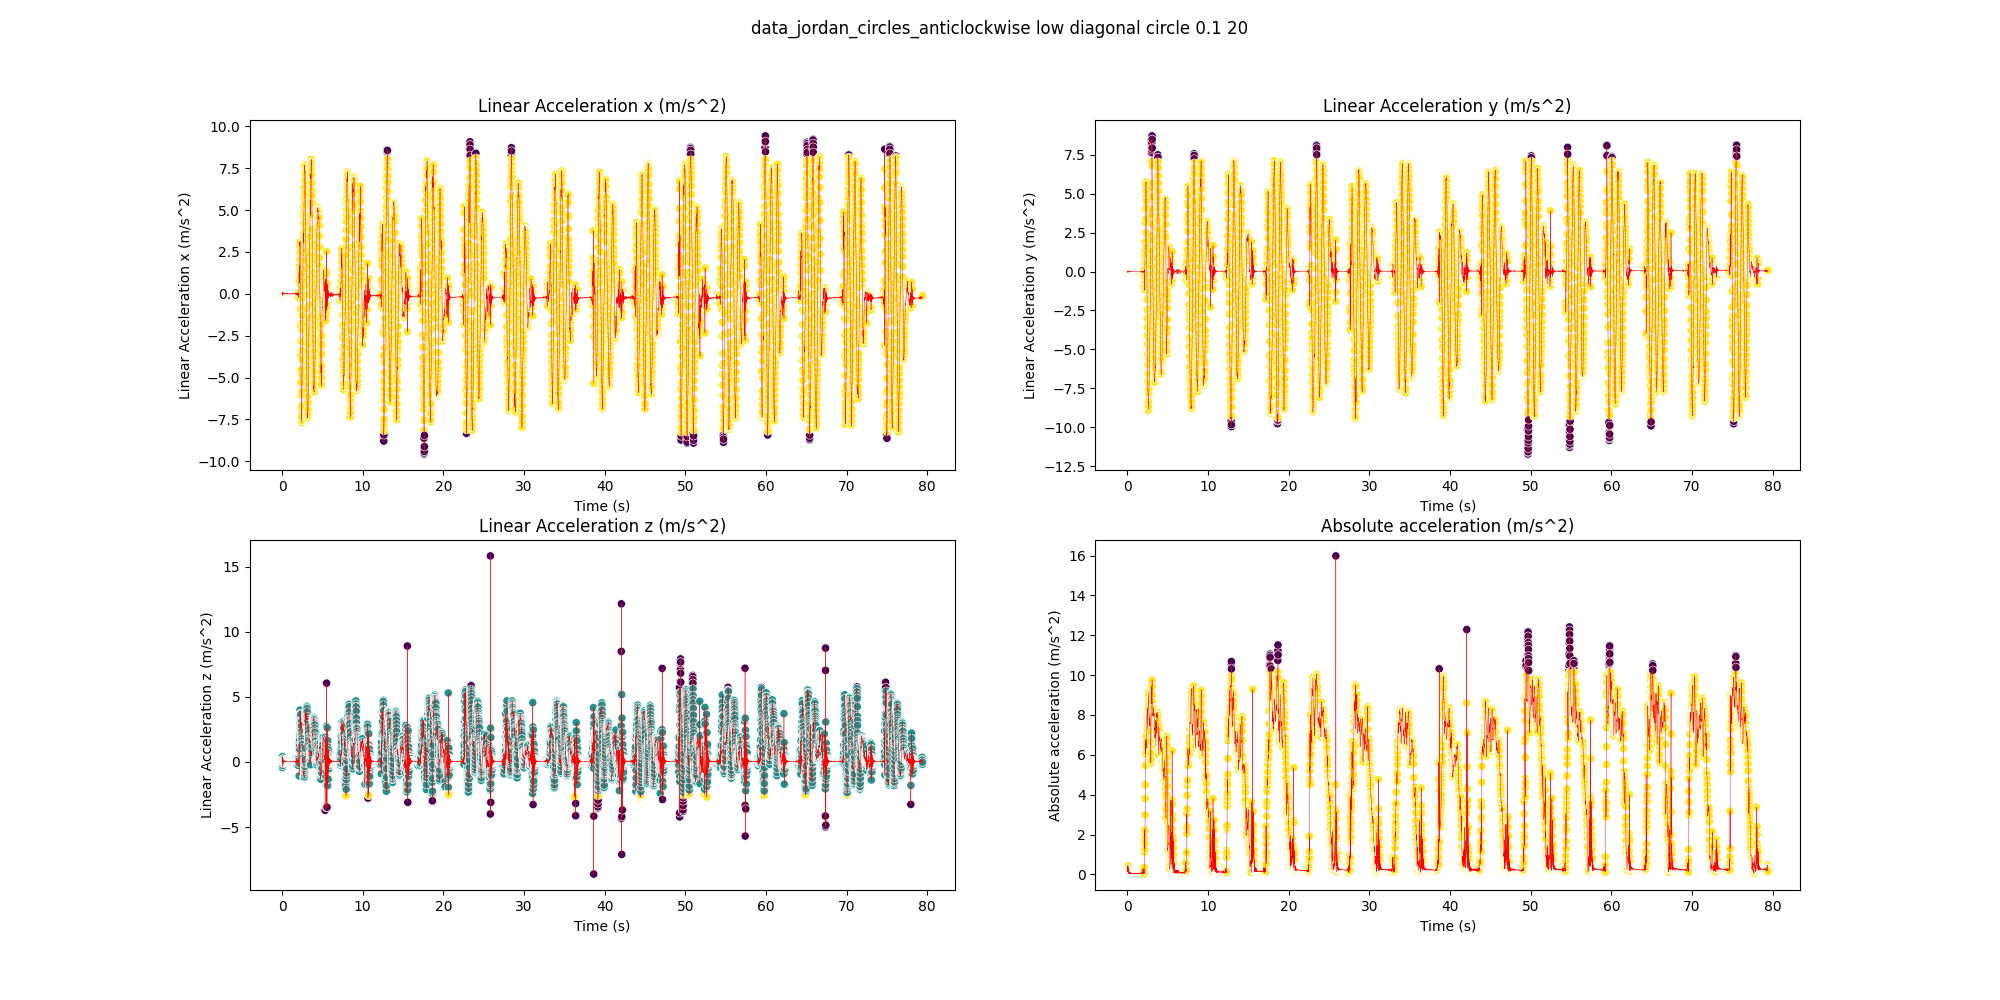 data_jordan_circles_anticlockwise low diagonal circle 0.1 20
Linear Acceleration x (m/s^2)
Linear Acceleration x (m/s^2)
10.0
7.5
5.0
2.5
0.0
−2.5
−5.0
−7.5
−10.0
0 10 20 30 40 50 60 70 80
Time (s)
Linear Acceleration y (m/s^2)
Linear Acceleration y (m/s^2)
7.5
5.0
2.5
0.0
−2.5
−5.0
−7.5
−10.0
−12.5
0 10 20 30 40 50 60 70 80
Time (s)
Linear Acceleration z (m/s^2)
Linear Acceleration z (m/s^2)
15
10
5
0
−5
0 10 20 30 40 50 60 70 80
Time (s)
Absolute acceleration (m/s^2)
Absolute acceleration (m/s^2)
16
14
12
10
8
6
4
2
0
0 10 20 30 40 50 60 70 80
Time (s)